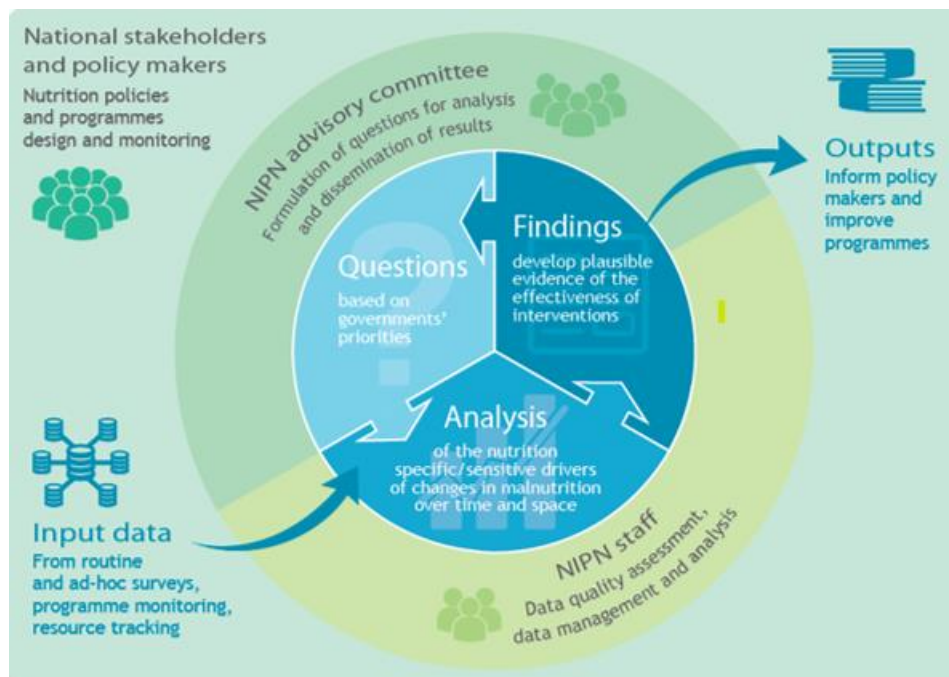 National stakeholders
and policy makers
Nutrition policies
and programmes
design and monitoring
NIPN advisory committee
Formulation of questions for analysis
and dissemination of results
Outputs
Inform policy
makers and
improve
programmes
Questions
based on
governments'
priorities
Findings
develop plausible
evidence of the
effectiveness of
interventions
Analysis
of the nutrition
specific/sensitive drivers
of changes in malnutrition
over time and space
Input data
From routine
and ad-hoc surveys,
programme monitoring,
resource tracking
NIPN staff
Data quality assessment,
data management and analysis